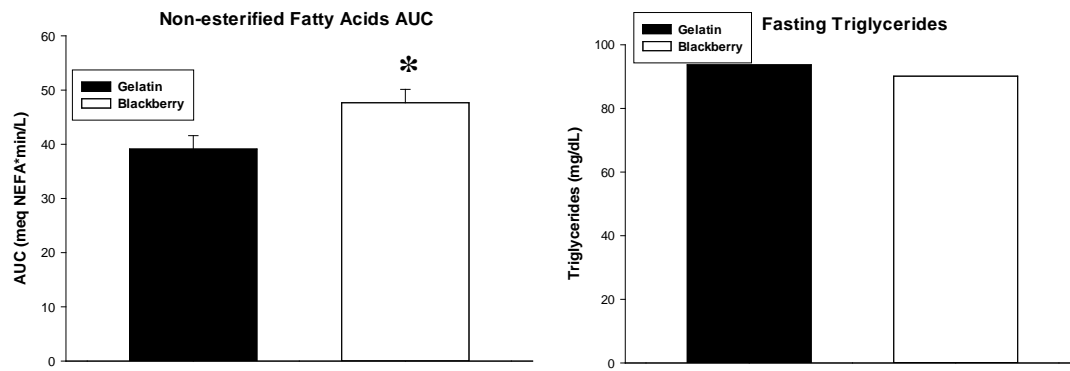 Non-esterified Fatty Acids AUC
AUC (meq NEFA*min/L)
60
50
40
30
20
10
0
Gelatin
Blackberry
*
Fasting Triglycerides
Triglycerides (mg/dL)
100
80
60
40
20
0
Gelatin
Blackberry